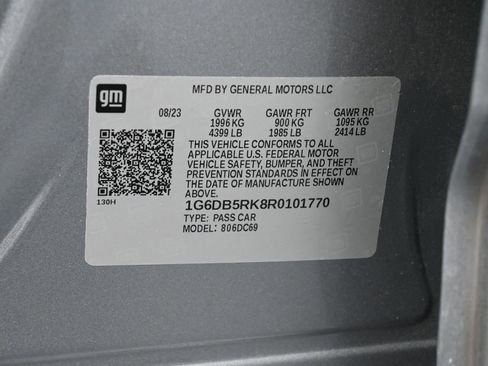 gm
MFD BY GENERAL MOTORS LLC
08/23 GVWR GAWR FRT GAWR RR
1996 KG 900 KG 1095 KG
4399 LB 1985 LB 2414 LB
THIS VEHICLE CONFORMS TO ALL
APPLICABLE U.S. FEDERAL MOTOR
VEHICLE SAFETY, BUMPER, AND THEFT
PREVENTION STANDARDS IN EFFECT ON
THE DATE OF MANUFACTURE SHOWN
ABOVE.
130H
1G6DB5RK8R0101770
TYPE: PASS CAR
MODEL: 806DC69